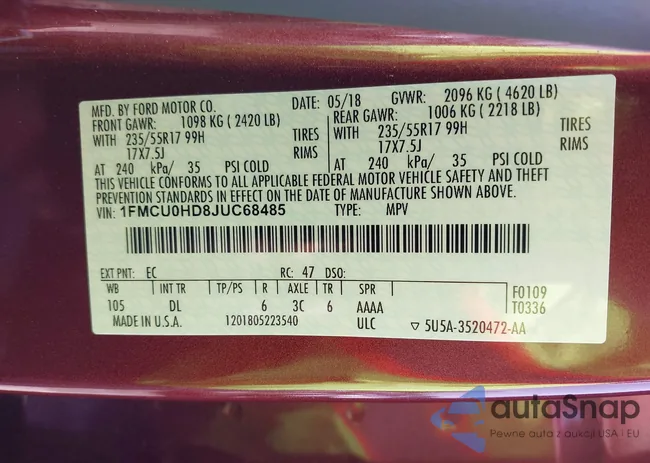 MFD. BY FORD MOTOR CO.
DATE: 05/18 GVWR: 2096 KG ( 4620 LB)
FRONT GAWR: 1098 KG ( 2420 LB)
REAR GAWR: 1006 KG ( 2218 LB)
WITH 235/55R17 99H TIRES
WITH 235/55R17 99H TIRES
17X7.5J RIMS
17X7.5J RIMS
AT 240 kPa/ 35 PSI COLD
AT 240 kPa/ 35 PSI COLD
THIS VEHICLE CONFORMS TO ALL APPLICABLE FEDERAL MOTOR VEHICLE SAFETY AND THEFT
PREVENTION STANDARDS IN EFFECT ON THE DATE OF MANUFACTURE SHOWN ABOVE.
VIN: 1FMCU0HD8JUC68485 TYPE: MPV
EXT PNT: EC RC: 47 DSO:
WB INT TR TP/PS R AXLE TR SPR
105 DL 6 3C 6 AAAA
F0109
T0336
MADE IN U.S.A. 1201805223540 ULC ▽ 5U5A-3520472-AA
autaSnap
Pewne auta z aukcji USA i EU